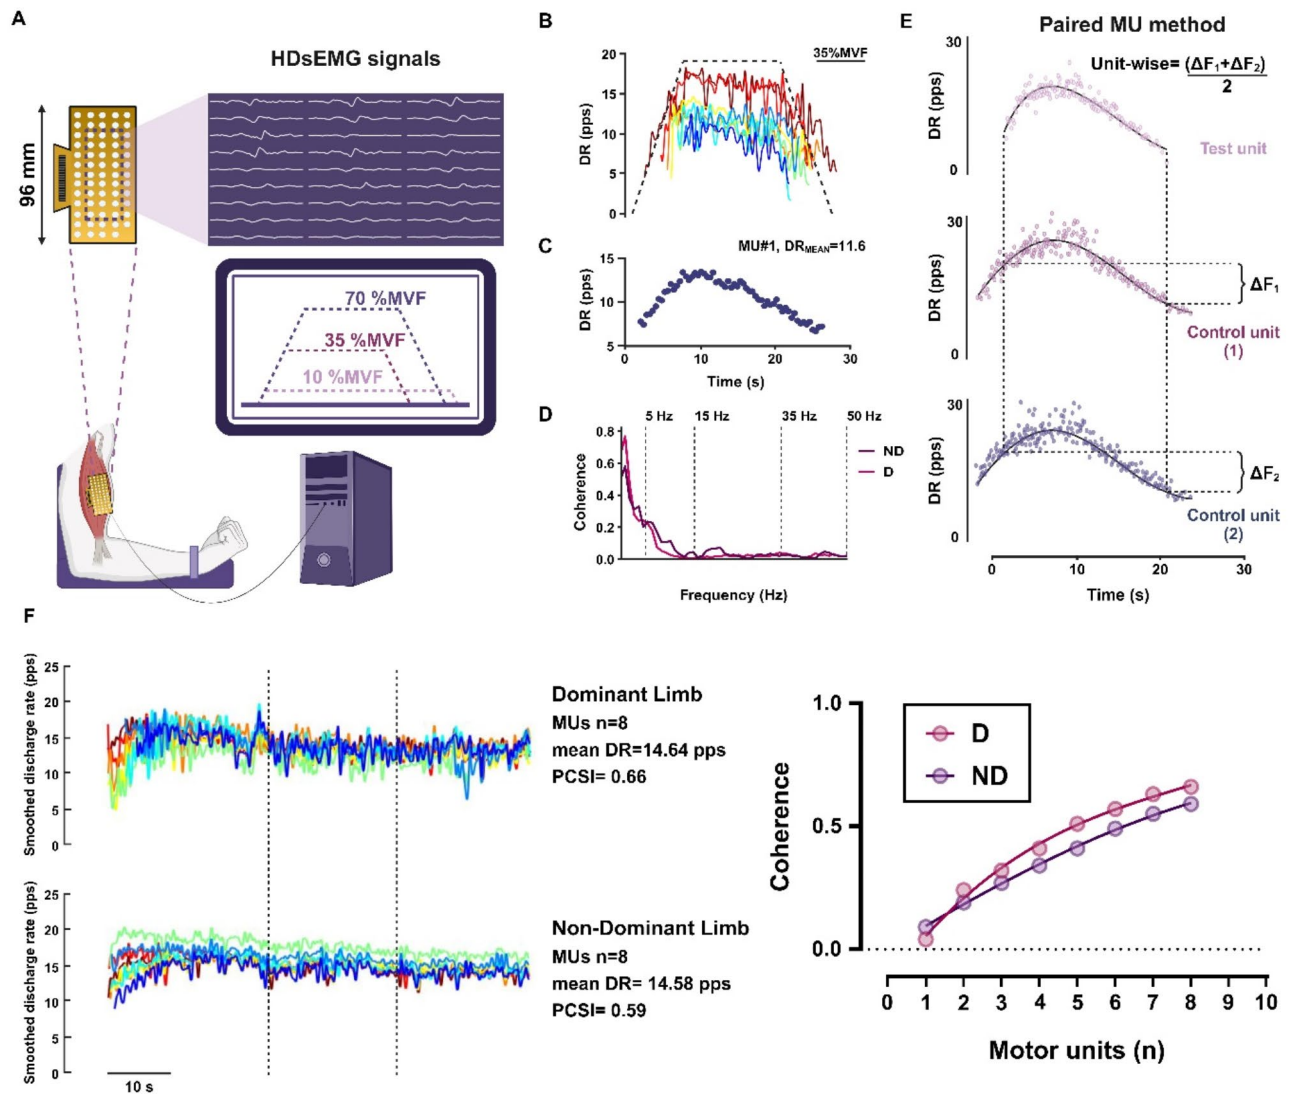 A
HDsEMG signals
96 mm
70 %MVF
35 %MVF
10 %MVF
B
35%MVF
20
15
10
5
0
DR (pps)
C
MU#1, DRMEAN=11.6
15
10
5
DR (pps)
0
10
20
30
Time (s)
D
5 Hz
15 Hz
35 Hz
50 Hz
0.8
0.6
0.4
0.2
0.0
Coherence
ND
D
Frequency (Hz)
E
Paired MU method
Unit-wise= (ΔF1+ΔF2)
2
30
0
DR (pps)
Test unit
30
0
DR (pps)
ΔF1
Control unit
(1)
30
0
DR (pps)
ΔF2
Control unit
(2)
0
10
20
30
Time (s)
F
25
20
15
10
5
0
Smoothed discharge rate (pps)
Dominant Limb
MUs n=8
mean DR=14.64 pps
PCSI= 0.66
25
20
15
10
5
0
Smoothed discharge rate (pps)
Non-Dominant Limb
MUs n=8
mean DR= 14.58 pps
PCSI= 0.59
10 s
1.0
0.5
0.0
Coherence
D
ND
0 1 2 3 4 5 6 7 8 9 10
Motor units (n)